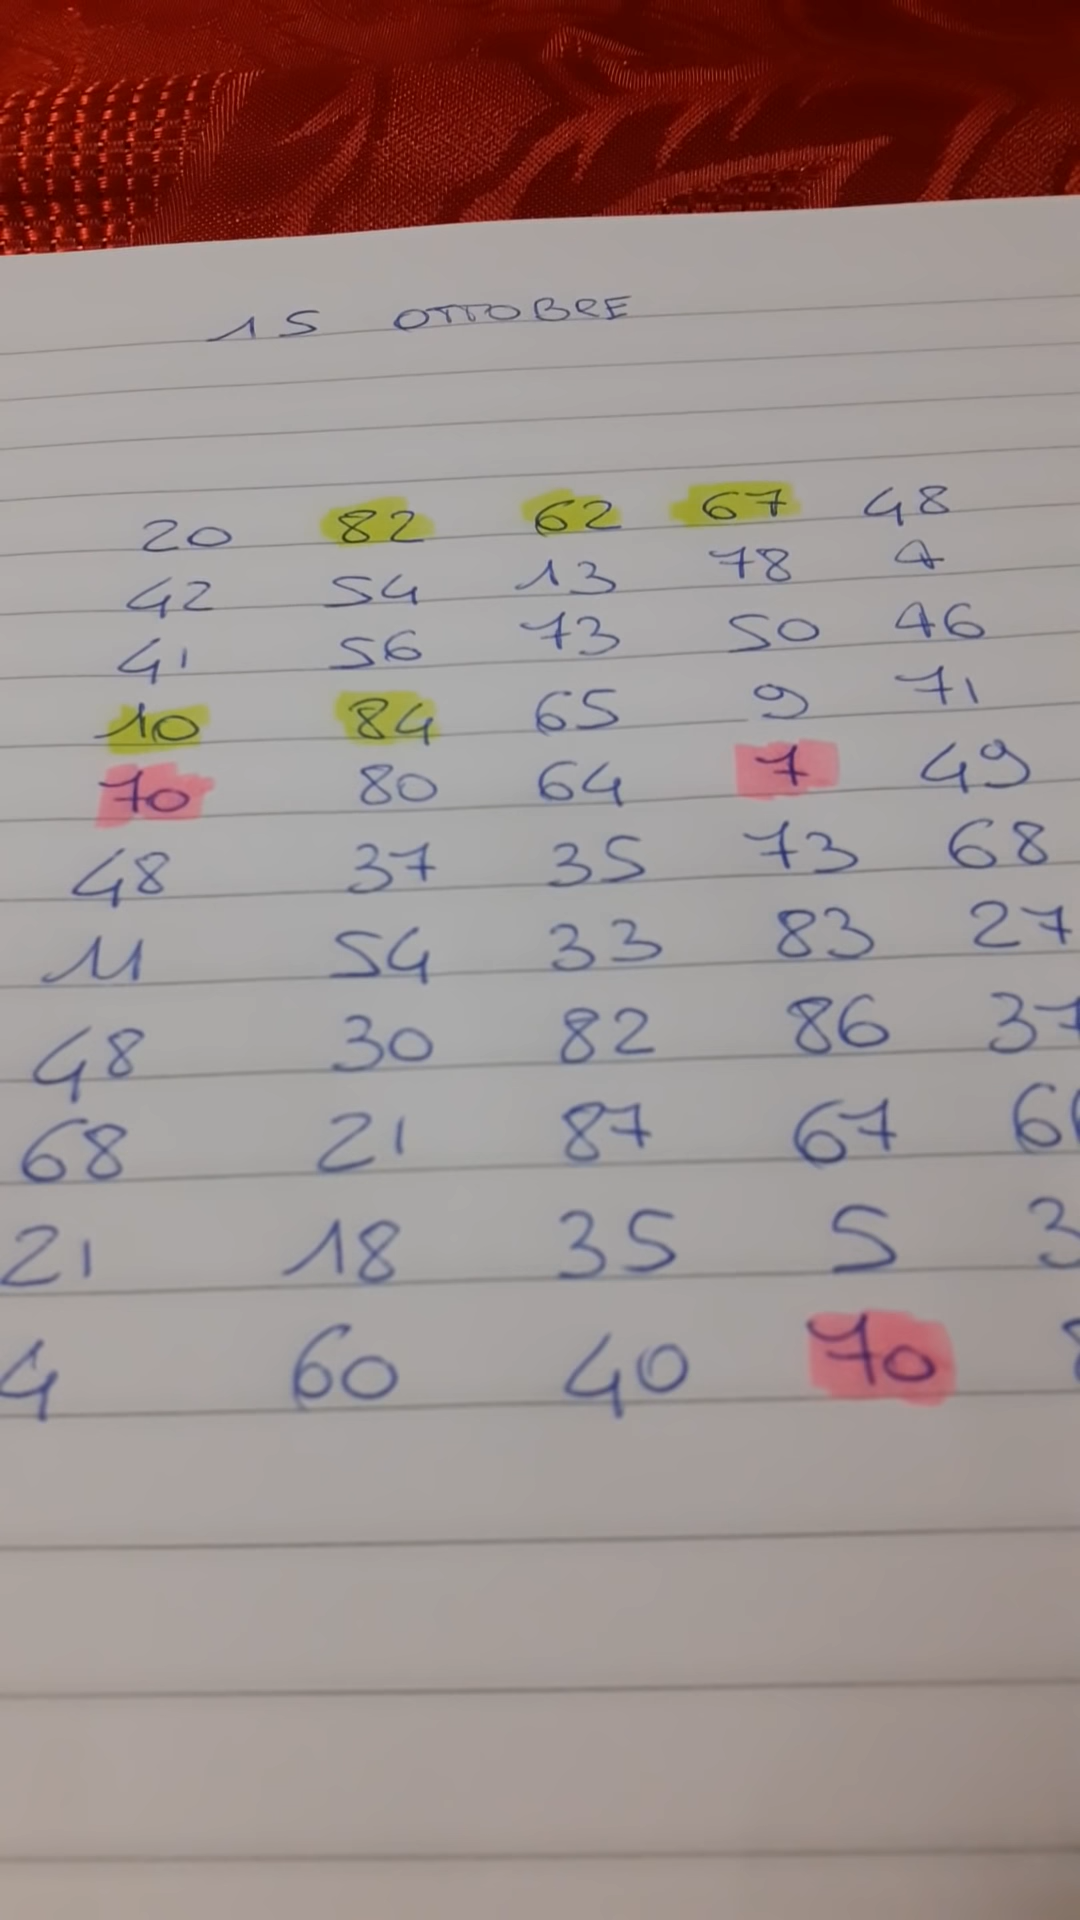 15 OTTOBRE
20 82 62 67 48
42 54 13 78 4
41 56 73 50 46
10 84 65 9 71
70 80 64 7 49
48 37 35 73 68
11 54 33 83 27
48 30 82 86 37
68 21 87 67
21 18 35 5
4 60 40 70